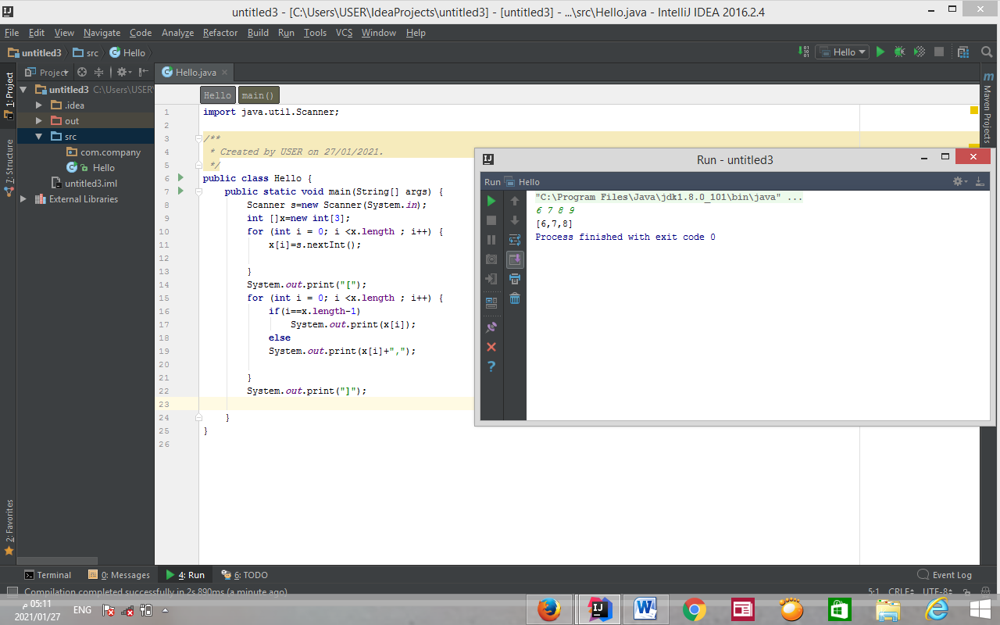 untitled3 - [C:\Users\USER\IdeaProjects\untitled3] - [untitled3] - ...\src\Hello.java - IntelliJ IDEA 2016.2.4
File Edit View Navigate Code Analyze Refactor Build Run Tools VCS Window Help
untitled3 src Hello Hello
1: Project
7: Structure
2: Favorites
Project
untitled3 C:\Users\USER
.idea
out
src
com.company
Hello
untitled3.iml
External Libraries
Hello.java
Hello main()
1 import java.util.Scanner;
2
3 /**
4 * Created by USER on 27/01/2021.
5 */
6 public class Hello {
7 public static void main(String[] args) {
8 Scanner s=new Scanner(System.in);
9 int []x=new int[3];
10 for (int i = 0; i <x.length ; i++) {
11 x[i]=s.nextInt();
12
13 }
14 System.out.print("[");
15 for (int i = 0; i <x.length ; i++) {
16 if(i==x.length-1)
17 System.out.print(x[i]);
18 else
19 System.out.print(x[i]+",");
20
21 }
22 System.out.print("]");
23
24 }
25 }
26
Maven Projects
Run - untitled3
Run Hello
"C:\Program Files\Java\jdk1.8.0_101\bin\java" ...
6 7 8 9
[6,7,8]
Process finished with exit code 0
Terminal 0: Messages 4: Run 6: TODO Event Log
Compilation completed successfully in 2s 890ms (a minute ago) 5:1 CRLF UTF-8
05:11 م
2021/01/27
ENG